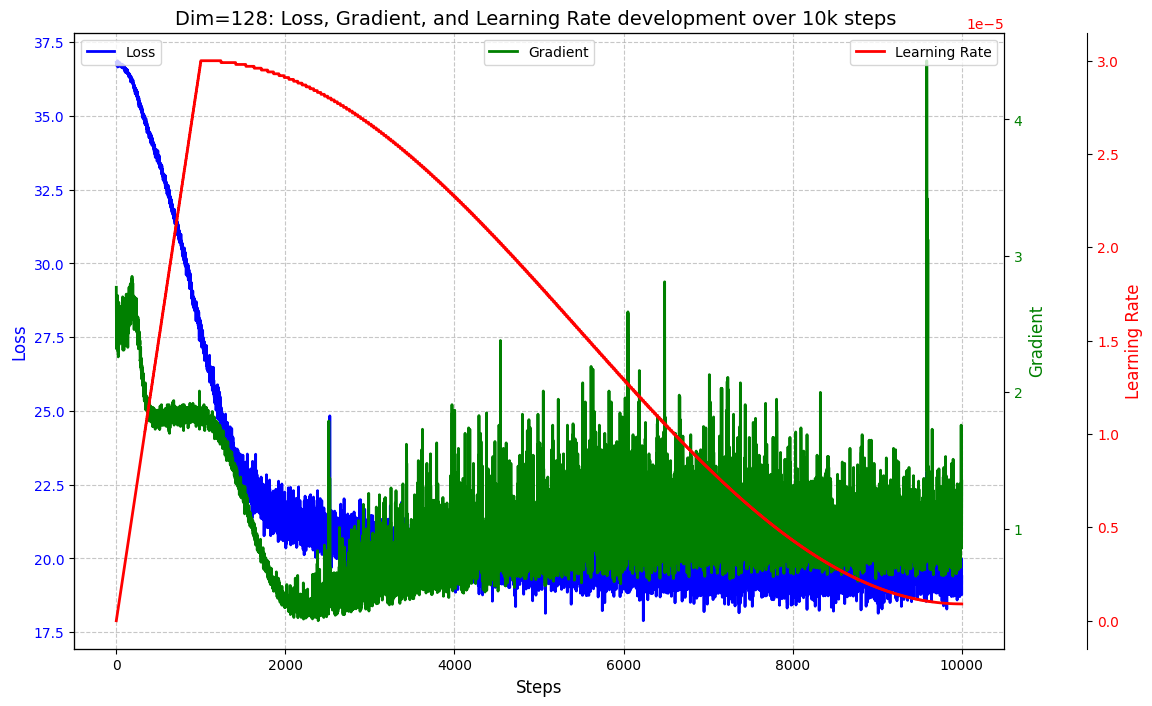 Dim=128: Loss, Gradient, and Learning Rate development over 10k steps
1e−5
Loss
Gradient
Learning Rate
37.5
35.0
32.5
30.0
27.5
25.0
22.5
20.0
17.5
Loss
4
3
2
1
Gradient
3.0
2.5
2.0
1.5
1.0
0.5
0.0
Learning Rate
0
2000
4000
6000
8000
10000
Steps